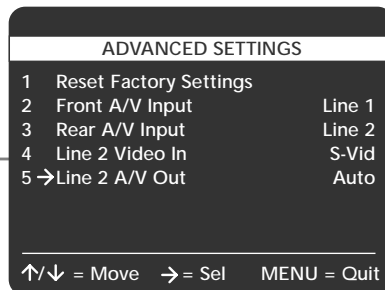 ADVANCED SETTINGS
1 Reset Factory Settings
2 Front A/V Input Line 1
3 Rear A/V Input Line 2
4 Line 2 Video In S-Vid
5 →Line 2 A/V Out Auto
↑/↓ = Move →= Sel MENU = Quit